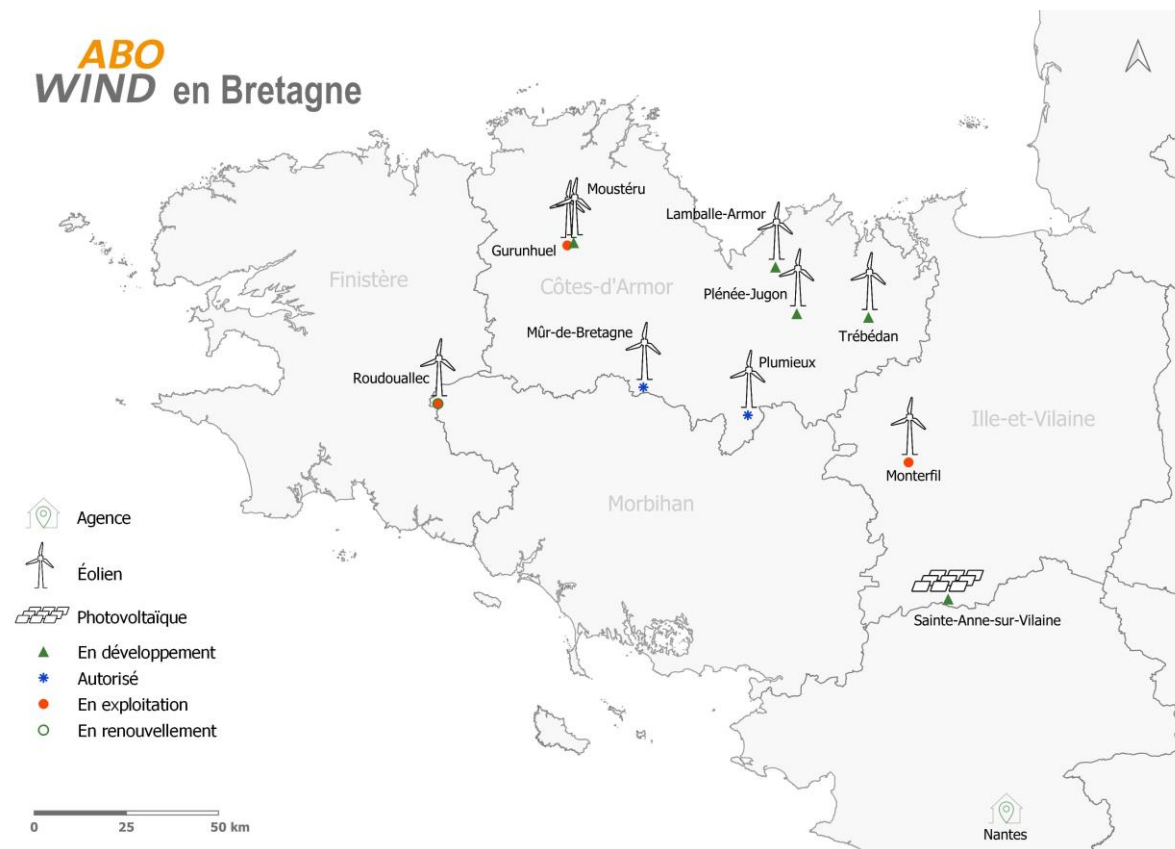 ABO
WIND en Bretagne
Moustéru
Gurunhuel
Lamballe-Armor
Finistère
Côtes-d'Armor
Plénée-Jugon
Trébédan
Mûr-de-Bretagne
Plumieux
Roudouallec
Ille-et-Vilaine
Monterfil
Morbihan
Sainte-Anne-sur-Vilaine
Agence
Éolien
Photovoltaïque
En développement
Autorisé
En exploitation
En renouvellement
0 25 50 km
Nantes